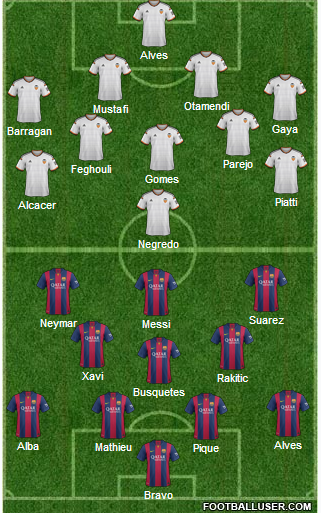 Alves
Mustafi
Otamendi
Barragan
Gaya
Feghouli
Gomes
Parejo
Alcacer
Piatti
Negredo
Neymar
Messi
Suarez
Xavi
Busquetes
Rakitic
Alba
Mathieu
Pique
Alves
Bravo
FOOTBALLUSER.COM